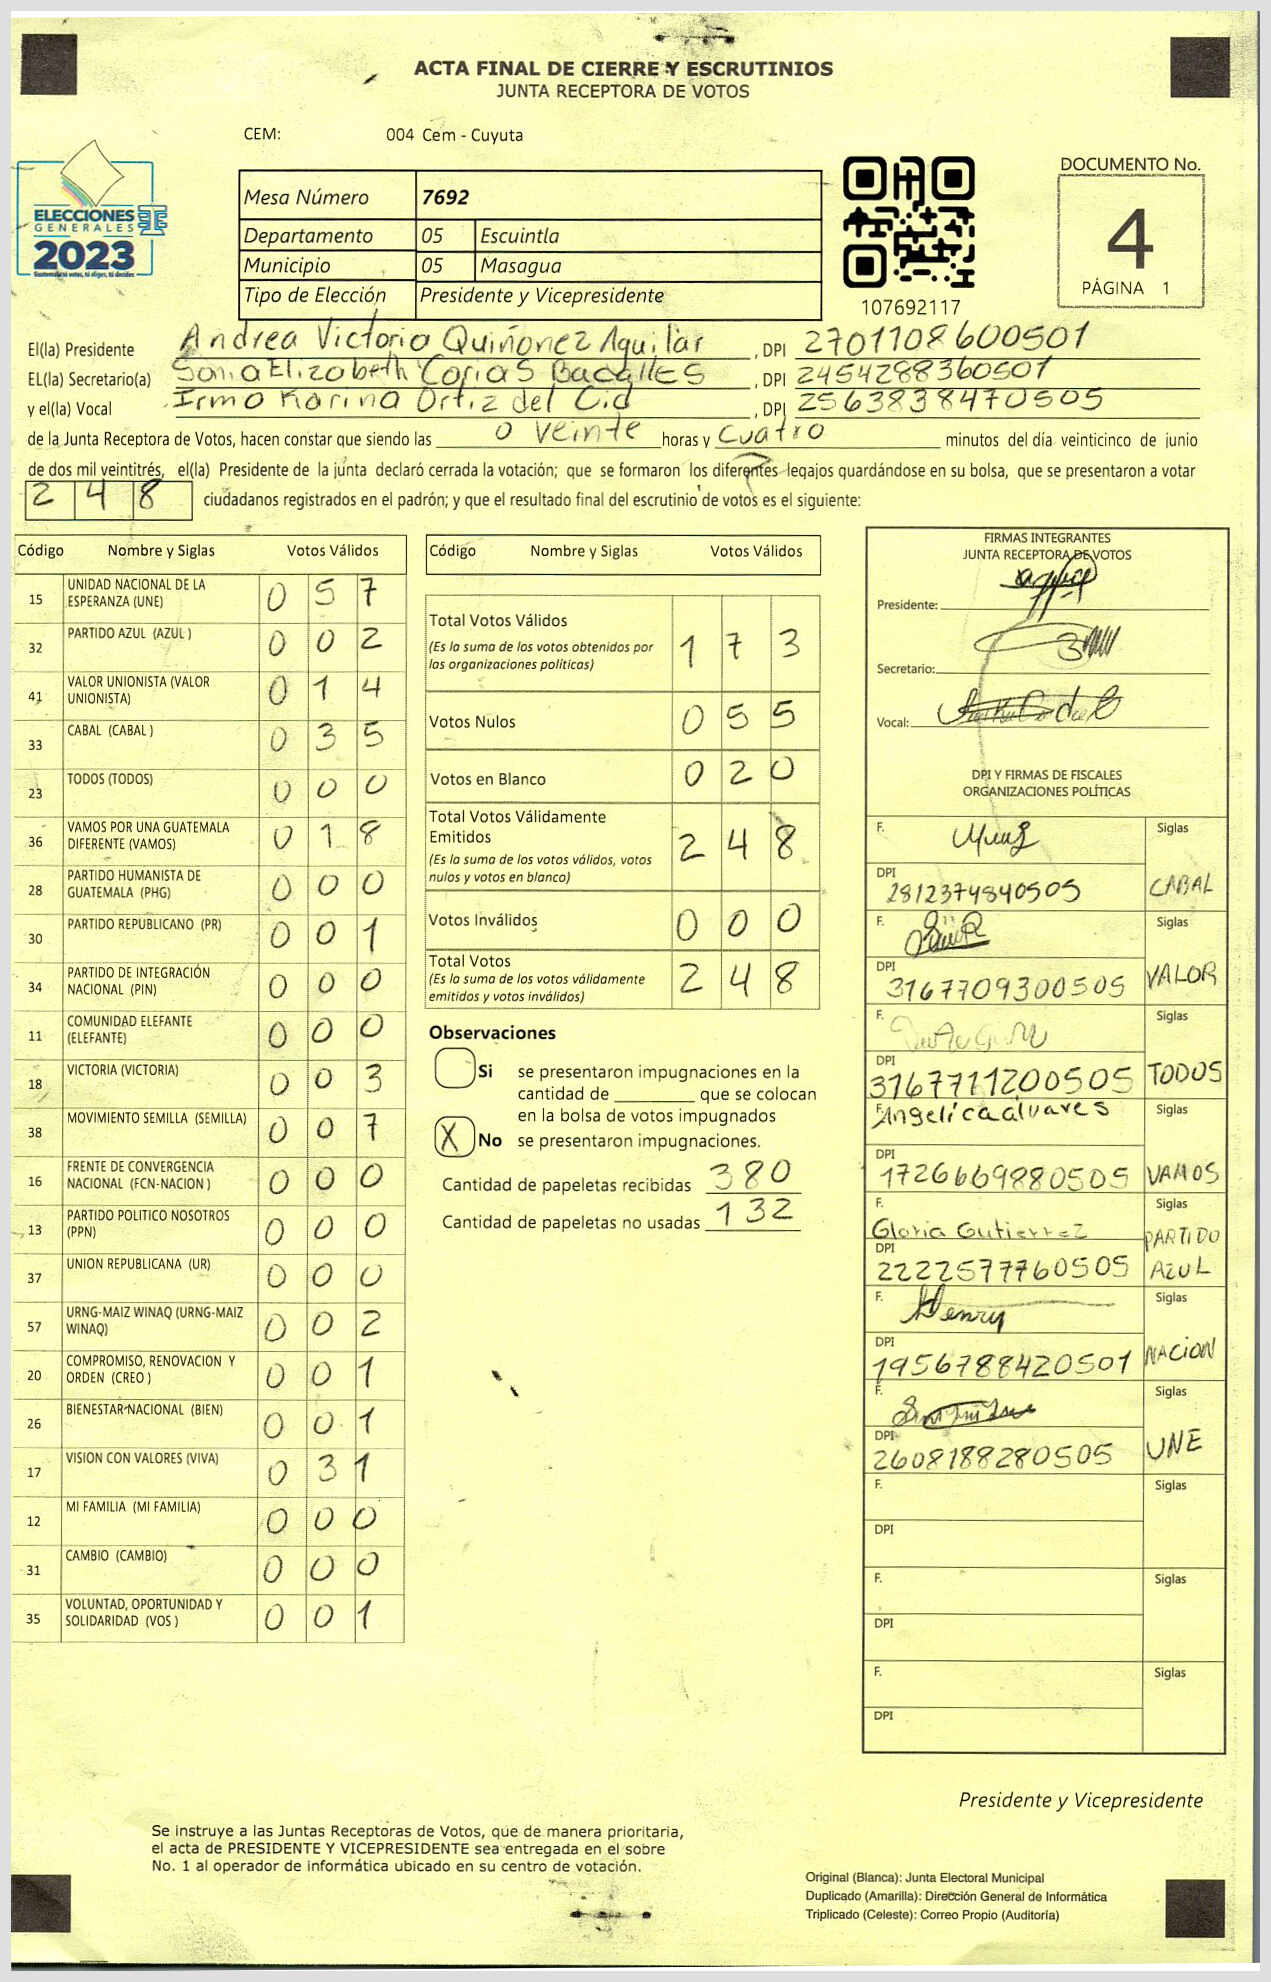 ACTA FINAL DE CIERRE Y ESCRUTINIOS
JUNTA RECEPTORA DE VOTOS
CEM: 004 Cem - Cuyuta
ELECCIONES
GENERALES
2023
Guatemala tú votas, tú eliges, tú decides
Mesa Número 7692
Departamento 05 Escuintla
Municipio 05 Masagua
Tipo de Elección Presidente y Vicepresidente
107692117
DOCUMENTO No.
4
PÁGINA 1
El(la) Presidente Andrea Victoria Quiñonez Aguilar , DPI 2701108600501
EL(la) Secretario(a) Sonia Elizabeth Corias Bacalles , DPI 2454288360501
y el(la) Vocal Irma Karina Ortiz del Cid , DPI 2563838470505
de la Junta Receptora de Votos, hacen constar que siendo las veinte horas y cuatro minutos del día veinticinco de junio
de dos mil veintitrés, el(la) Presidente de la junta declaró cerrada la votación; que se formaron los diferentes legajos quardándose en su bolsa, que se presentaron a votar
248 ciudadanos registrados en el padrón; y que el resultado final del escrutinio de votos es el siguiente:
Código Nombre y Siglas Votos Válidos
15 UNIDAD NACIONAL DE LA ESPERANZA (UNE) 0 5 7
32 PARTIDO AZUL (AZUL ) 0 0 2
41 VALOR UNIONISTA (VALOR UNIONISTA) 0 1 4
33 CABAL (CABAL ) 0 3 5
23 TODOS (TODOS) 0 0 0
36 VAMOS POR UNA GUATEMALA DIFERENTE (VAMOS) 0 1 8
28 PARTIDO HUMANISTA DE GUATEMALA (PHG) 0 0 0
30 PARTIDO REPUBLICANO (PR) 0 0 1
34 PARTIDO DE INTEGRACIÓN NACIONAL (PIN) 0 0 0
11 COMUNIDAD ELEFANTE (ELEFANTE) 0 0 0
18 VICTORIA (VICTORIA) 0 0 3
38 MOVIMIENTO SEMILLA (SEMILLA) 0 0 7
16 FRENTE DE CONVERGENCIA NACIONAL (FCN-NACION ) 0 0 0
13 PARTIDO POLITICO NOSOTROS (PPN) 0 0 0
37 UNION REPUBLICANA (UR) 0 0 0
57 URNG-MAIZ WINAQ (URNG-MAIZ WINAQ) 0 0 2
20 COMPROMISO, RENOVACION Y ORDEN (CREO ) 0 0 1
26 BIENESTAR NACIONAL (BIEN) 0 0 1
17 VISION CON VALORES (VIVA) 0 3 1
12 MI FAMILIA (MI FAMILIA) 0 0 0
31 CAMBIO (CAMBIO) 0 0 0
35 VOLUNTAD, OPORTUNIDAD Y SOLIDARIDAD (VOS ) 0 0 1
Código Nombre y Siglas Votos Válidos
Total Votos Válidos
(Es la suma de los votos obtenidos por
las organizaciones políticas) 1 7 3
Votos Nulos 0 5 5
Votos en Blanco 0 2 0
Total Votos Válidamente
Emitidos
(Es la suma de los votos válidos, votos
nulos y votos en blanco) 2 4 8
Votos Inválidos 0 0 0
Total Votos
(Es la suma de los votos válidamente
emitidos y votos inválidos) 2 4 8
Observaciones
Si se presentaron impugnaciones en la
cantidad de ________ que se colocan
en la bolsa de votos impugnados
X No se presentaron impugnaciones.
Cantidad de papeletas recibidas 380
Cantidad de papeletas no usadas 132
FIRMAS INTEGRANTES
JUNTA RECEPTORA DE VOTOS
Presidente:
Secretario:
Vocal:
DPI Y FIRMAS DE FISCALES
ORGANIZACIONES POLÍTICAS
F. Siglas
DPI 2812374840505 CABAL
F. Siglas
DPI 3167709300505 VALOR
F. Siglas
DPI 3167711200505 TODOS
F. Angelica alvares Siglas
DPI 1726669880505 VAMOS
F. Gloria Gutierrez Siglas
DPI 2222577760505 PARTIDO AZUL
F. Henry Siglas
DPI 1956788420501 NACION
F. Siglas
DPI 2608188280505 UNE
F. Siglas
DPI
F. Siglas
DPI
F. Siglas
DPI
Presidente y Vicepresidente
Se instruye a las Juntas Receptoras de Votos, que de manera prioritaria,
el acta de PRESIDENTE Y VICEPRESIDENTE sea entregada en el sobre
No. 1 al operador de informática ubicado en su centro de votación.
Original (Blanca): Junta Electoral Municipal
Duplicado (Amarilla): Dirección General de Informática
Triplicado (Celeste): Correo Propio (Auditoría)